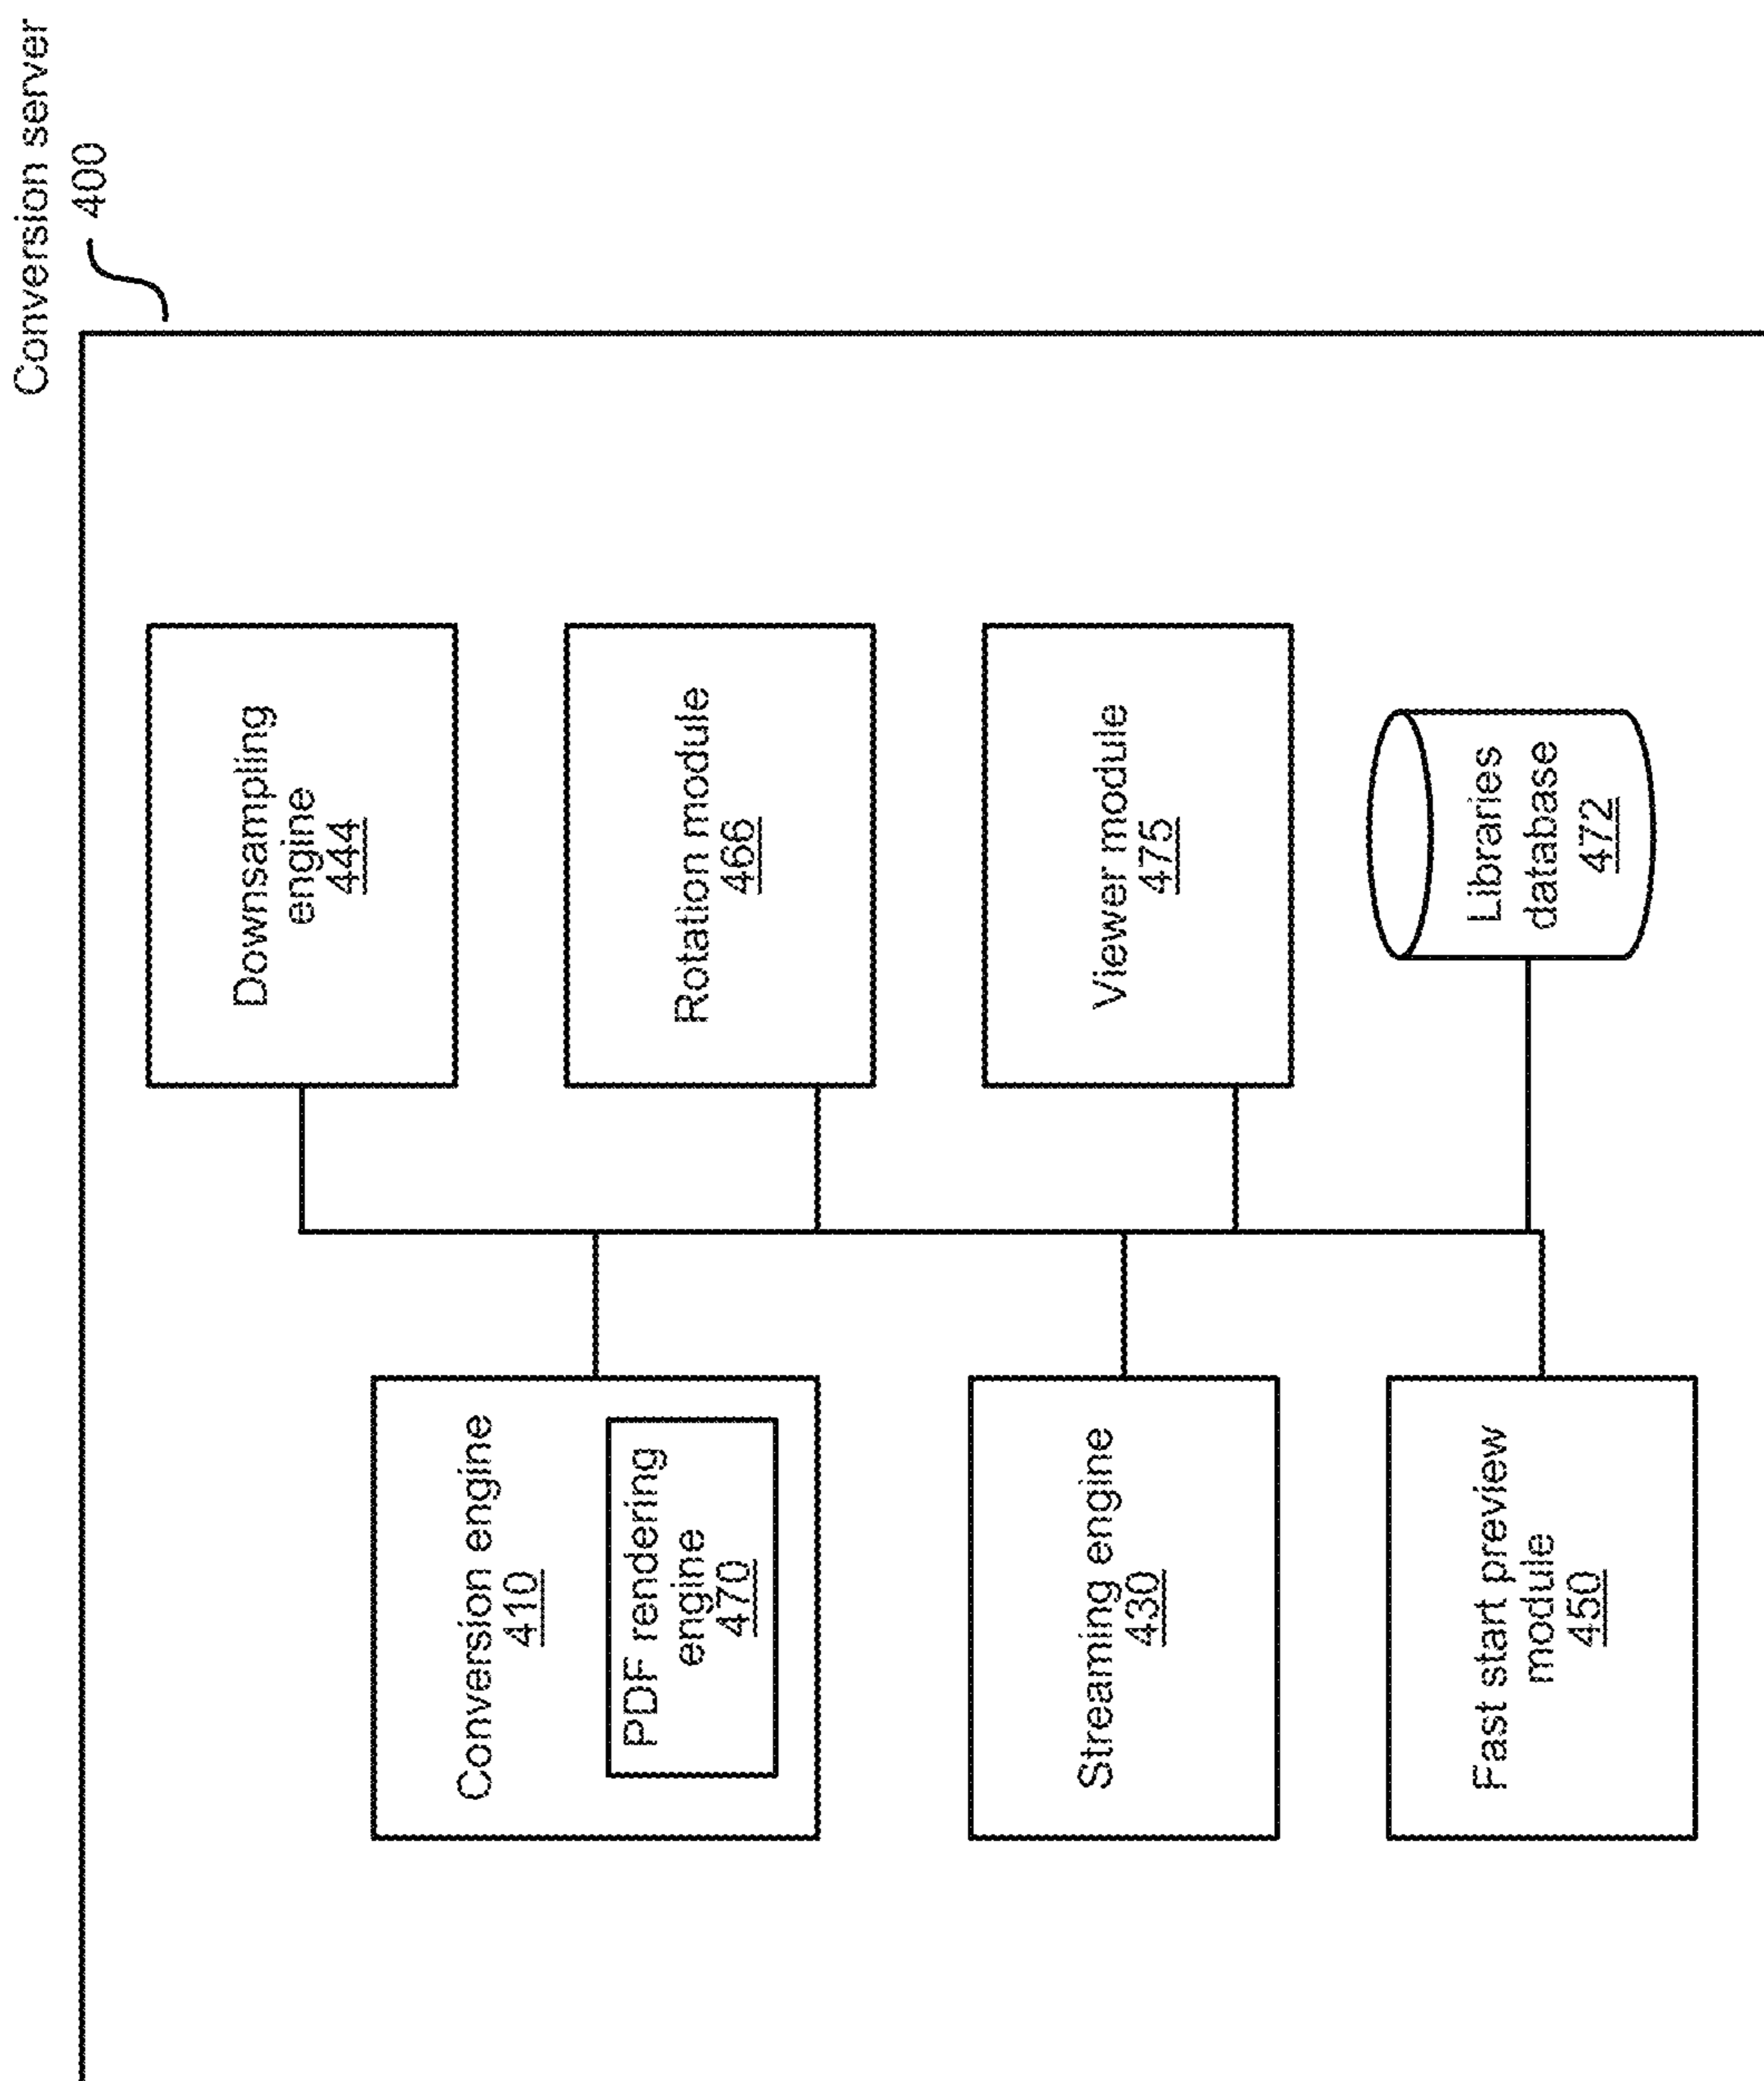 Conversion server
400
Conversion engine
410
PDF rendering
engine
470
Streaming engine
430
Fast start preview
module
450
Downsampling
engine
444
Rotation module
466
Viewer module
475
Libraries
database
472